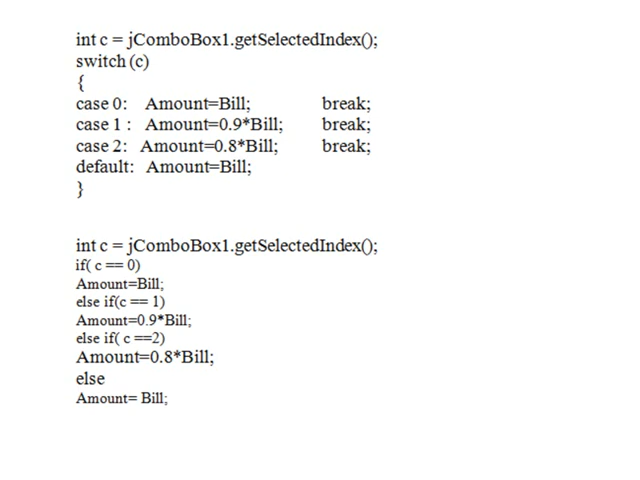 int c = jComboBox1.getSelectedIndex();
switch (c)
{
case 0: Amount=Bill; break;
case 1 : Amount=0.9*Bill; break;
case 2: Amount=0.8*Bill; break;
default: Amount=Bill;
}
int c = jComboBox1.getSelectedIndex();
if( c == 0)
Amount=Bill;
else if(c == 1)
Amount=0.9*Bill;
else if( c ==2)
Amount=0.8*Bill;
else
Amount= Bill;